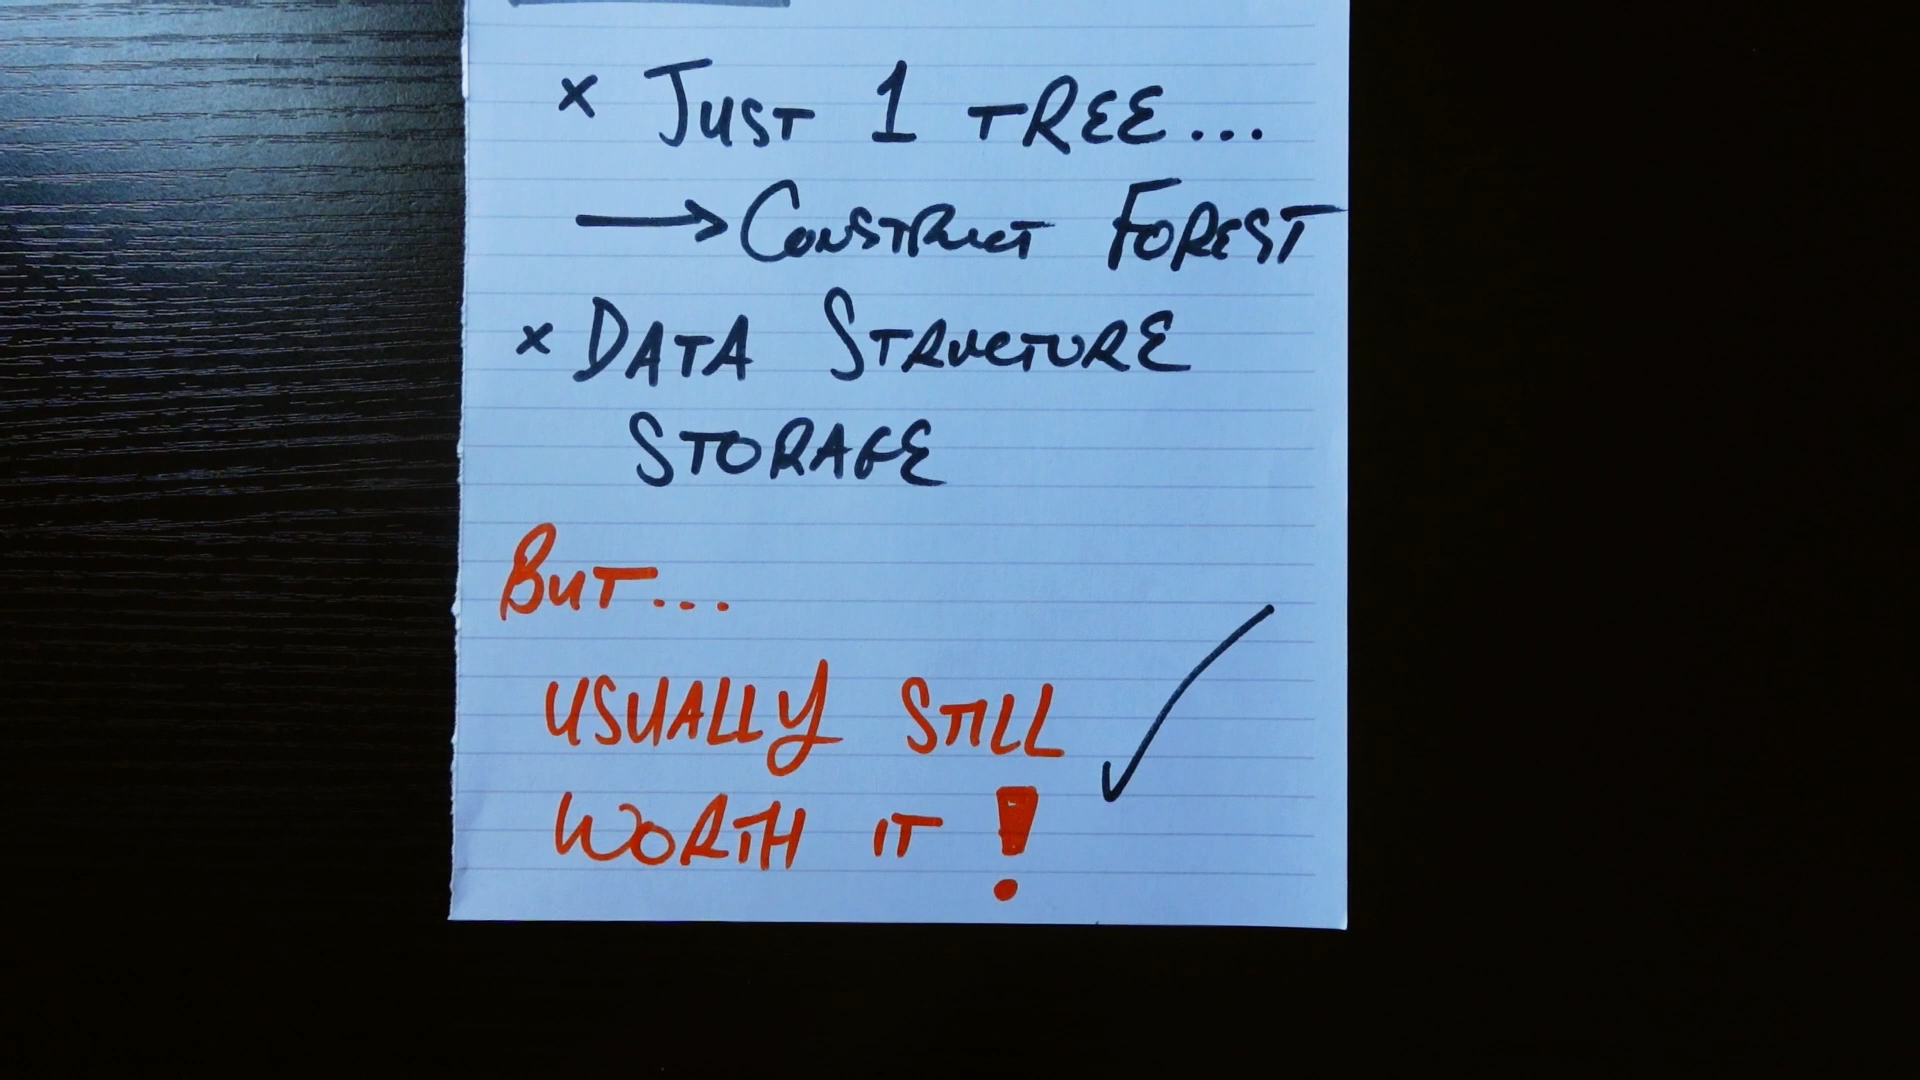 x Just 1 tree...
→ Construct Forest
x Data Structure
Storage
But...
usually still
worth it!